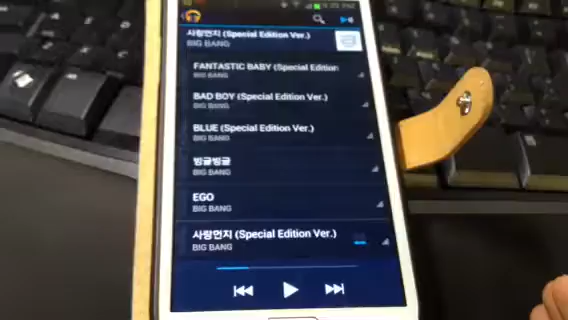 사랑먼지 (Special Edition Ver.)
BIG BANG
FANTASTIC BABY (Special Edition
BIG BANG
BAD BOY (Special Edition Ver.)
BIG BANG
BLUE (Special Edition Ver.)
BIG BANG
빙글빙글
BIG BANG
EGO
BIG BANG
사랑먼지 (Special Edition Ver.)
BIG BANG